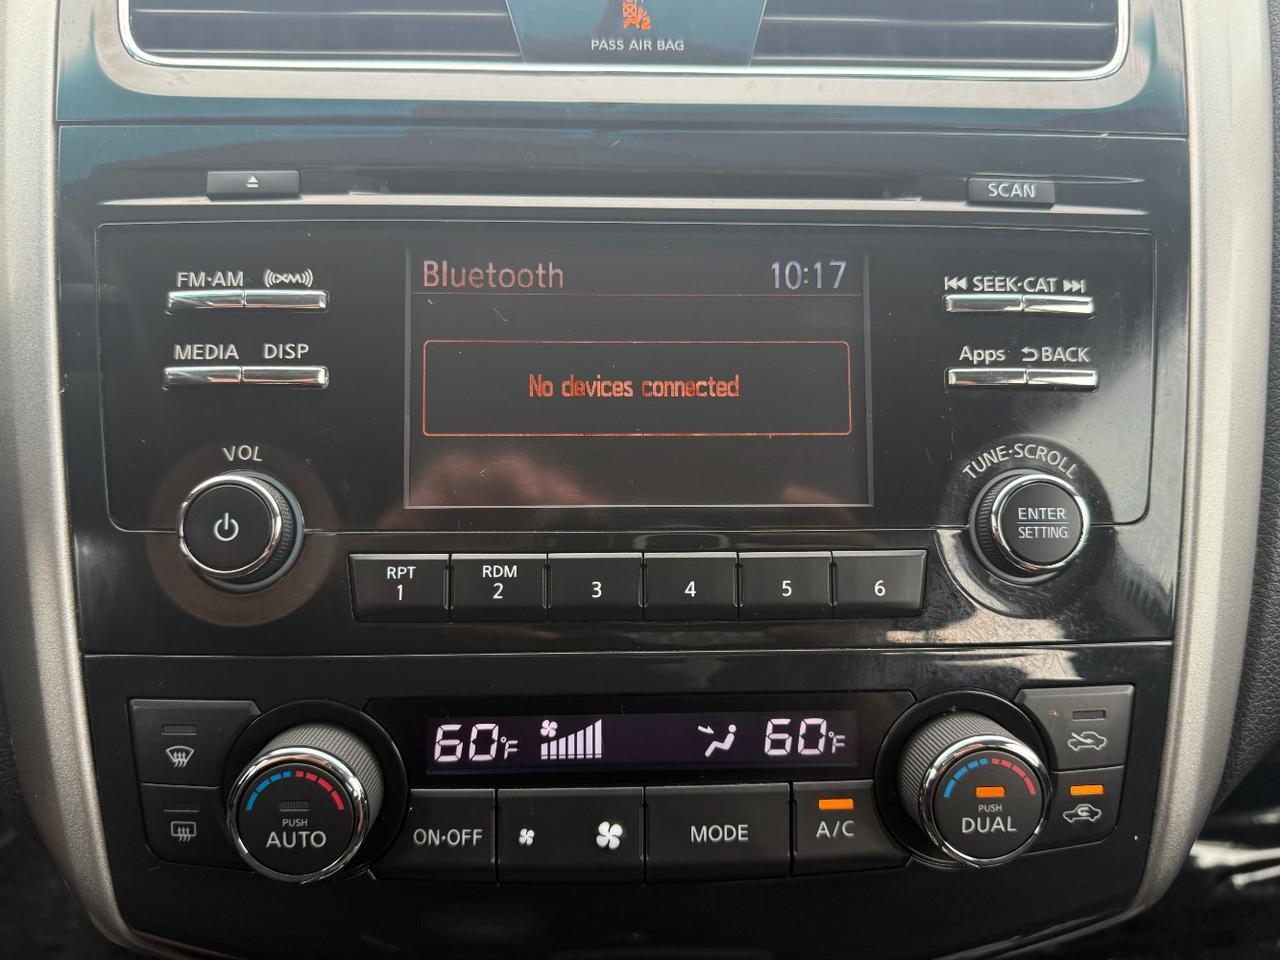 PASS AIR BAG
SCAN
FM·AM ((XM))
SEEK·CAT
Bluetooth 10:17
MEDIA DISP
Apps BACK
No devices connected
VOL
TUNE·SCROLL
ENTER
SETTING
RPT
1
RDM
2
3
4
5
6
60°F
60°F
PUSH
AUTO
ON·OFF
MODE
A/C
PUSH
DUAL